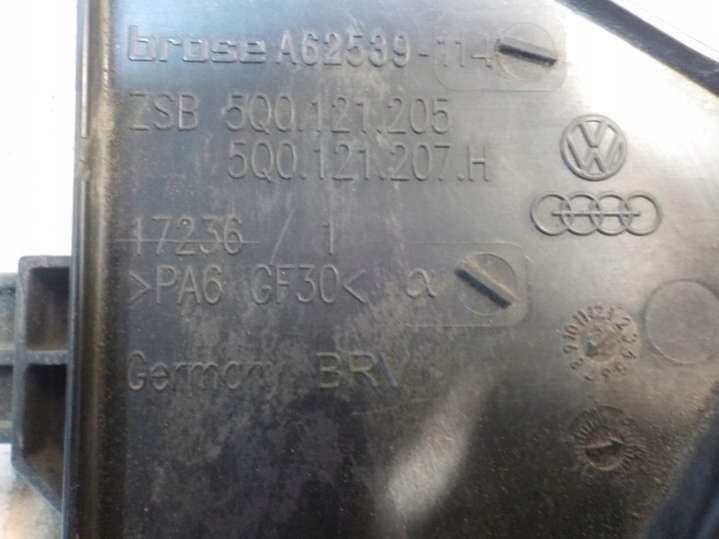 brose A62539-114
ZSB 5Q0.121.205
5Q0.121.207.H
17236 / 1
>PA6 GF30< α
Germany BRV